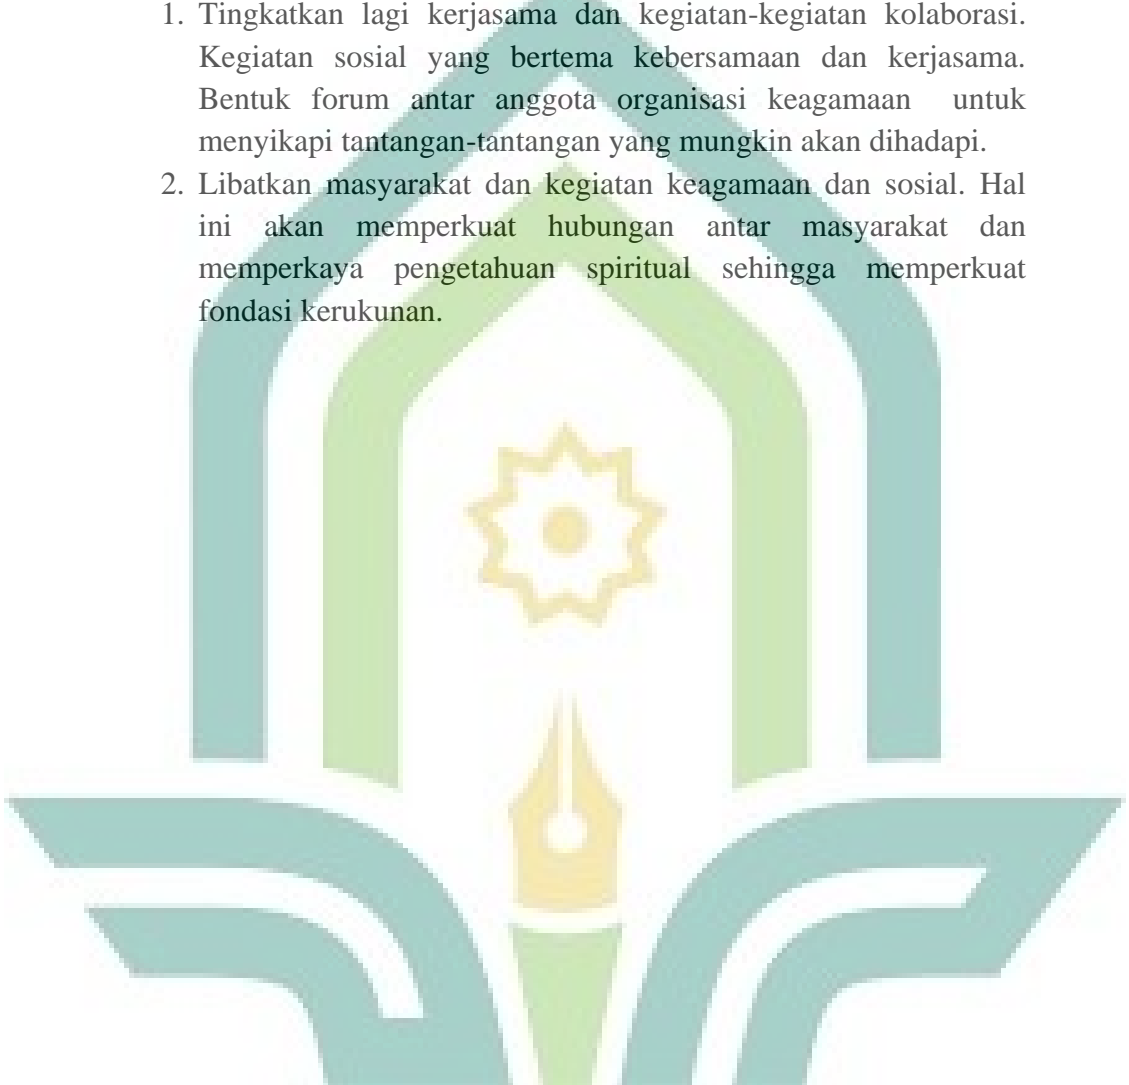 1. Tingkatkan lagi kerjasama dan kegiatan-kegiatan kolaborasi.
Kegiatan sosial yang bertema kebersamaan dan kerjasama.
Bentuk forum antar anggota organisasi keagamaan untuk
menyikapi tantangan-tantangan yang mungkin akan dihadapi.
2. Libatkan masyarakat dan kegiatan keagamaan dan sosial. Hal
ini akan memperkuat hubungan antar masyarakat dan
memperkaya pengetahuan spiritual sehingga memperkuat
fondasi kerukunan.